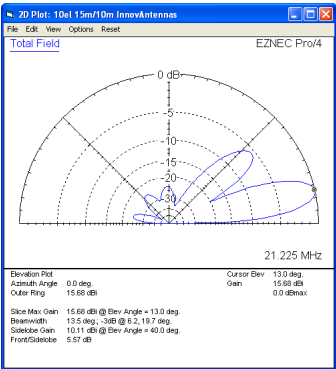 2D Plot: 10el 15m/10m InnovAntennas
File Edit View Options Reset
Total Field EZNEC Pro/4
0 dB
-5
-10
-15
-20
-30
21.225 MHz
Elevation Plot Cursor Elev 13.0 deg.
Azimuth Angle 0.0 deg. Gain 15.68 dBi
Outer Ring 15.68 dBi 0.0 dBmax
Slice Max Gain 15.68 dBi @ Elev Angle = 13.0 deg.
Beamwidth 13.5 deg.; -3dB @ 6.2, 19.7 deg.
Sidelobe Gain 10.11 dBi @ Elev Angle = 40.0 deg.
Front/Sidelobe 5.57 dB